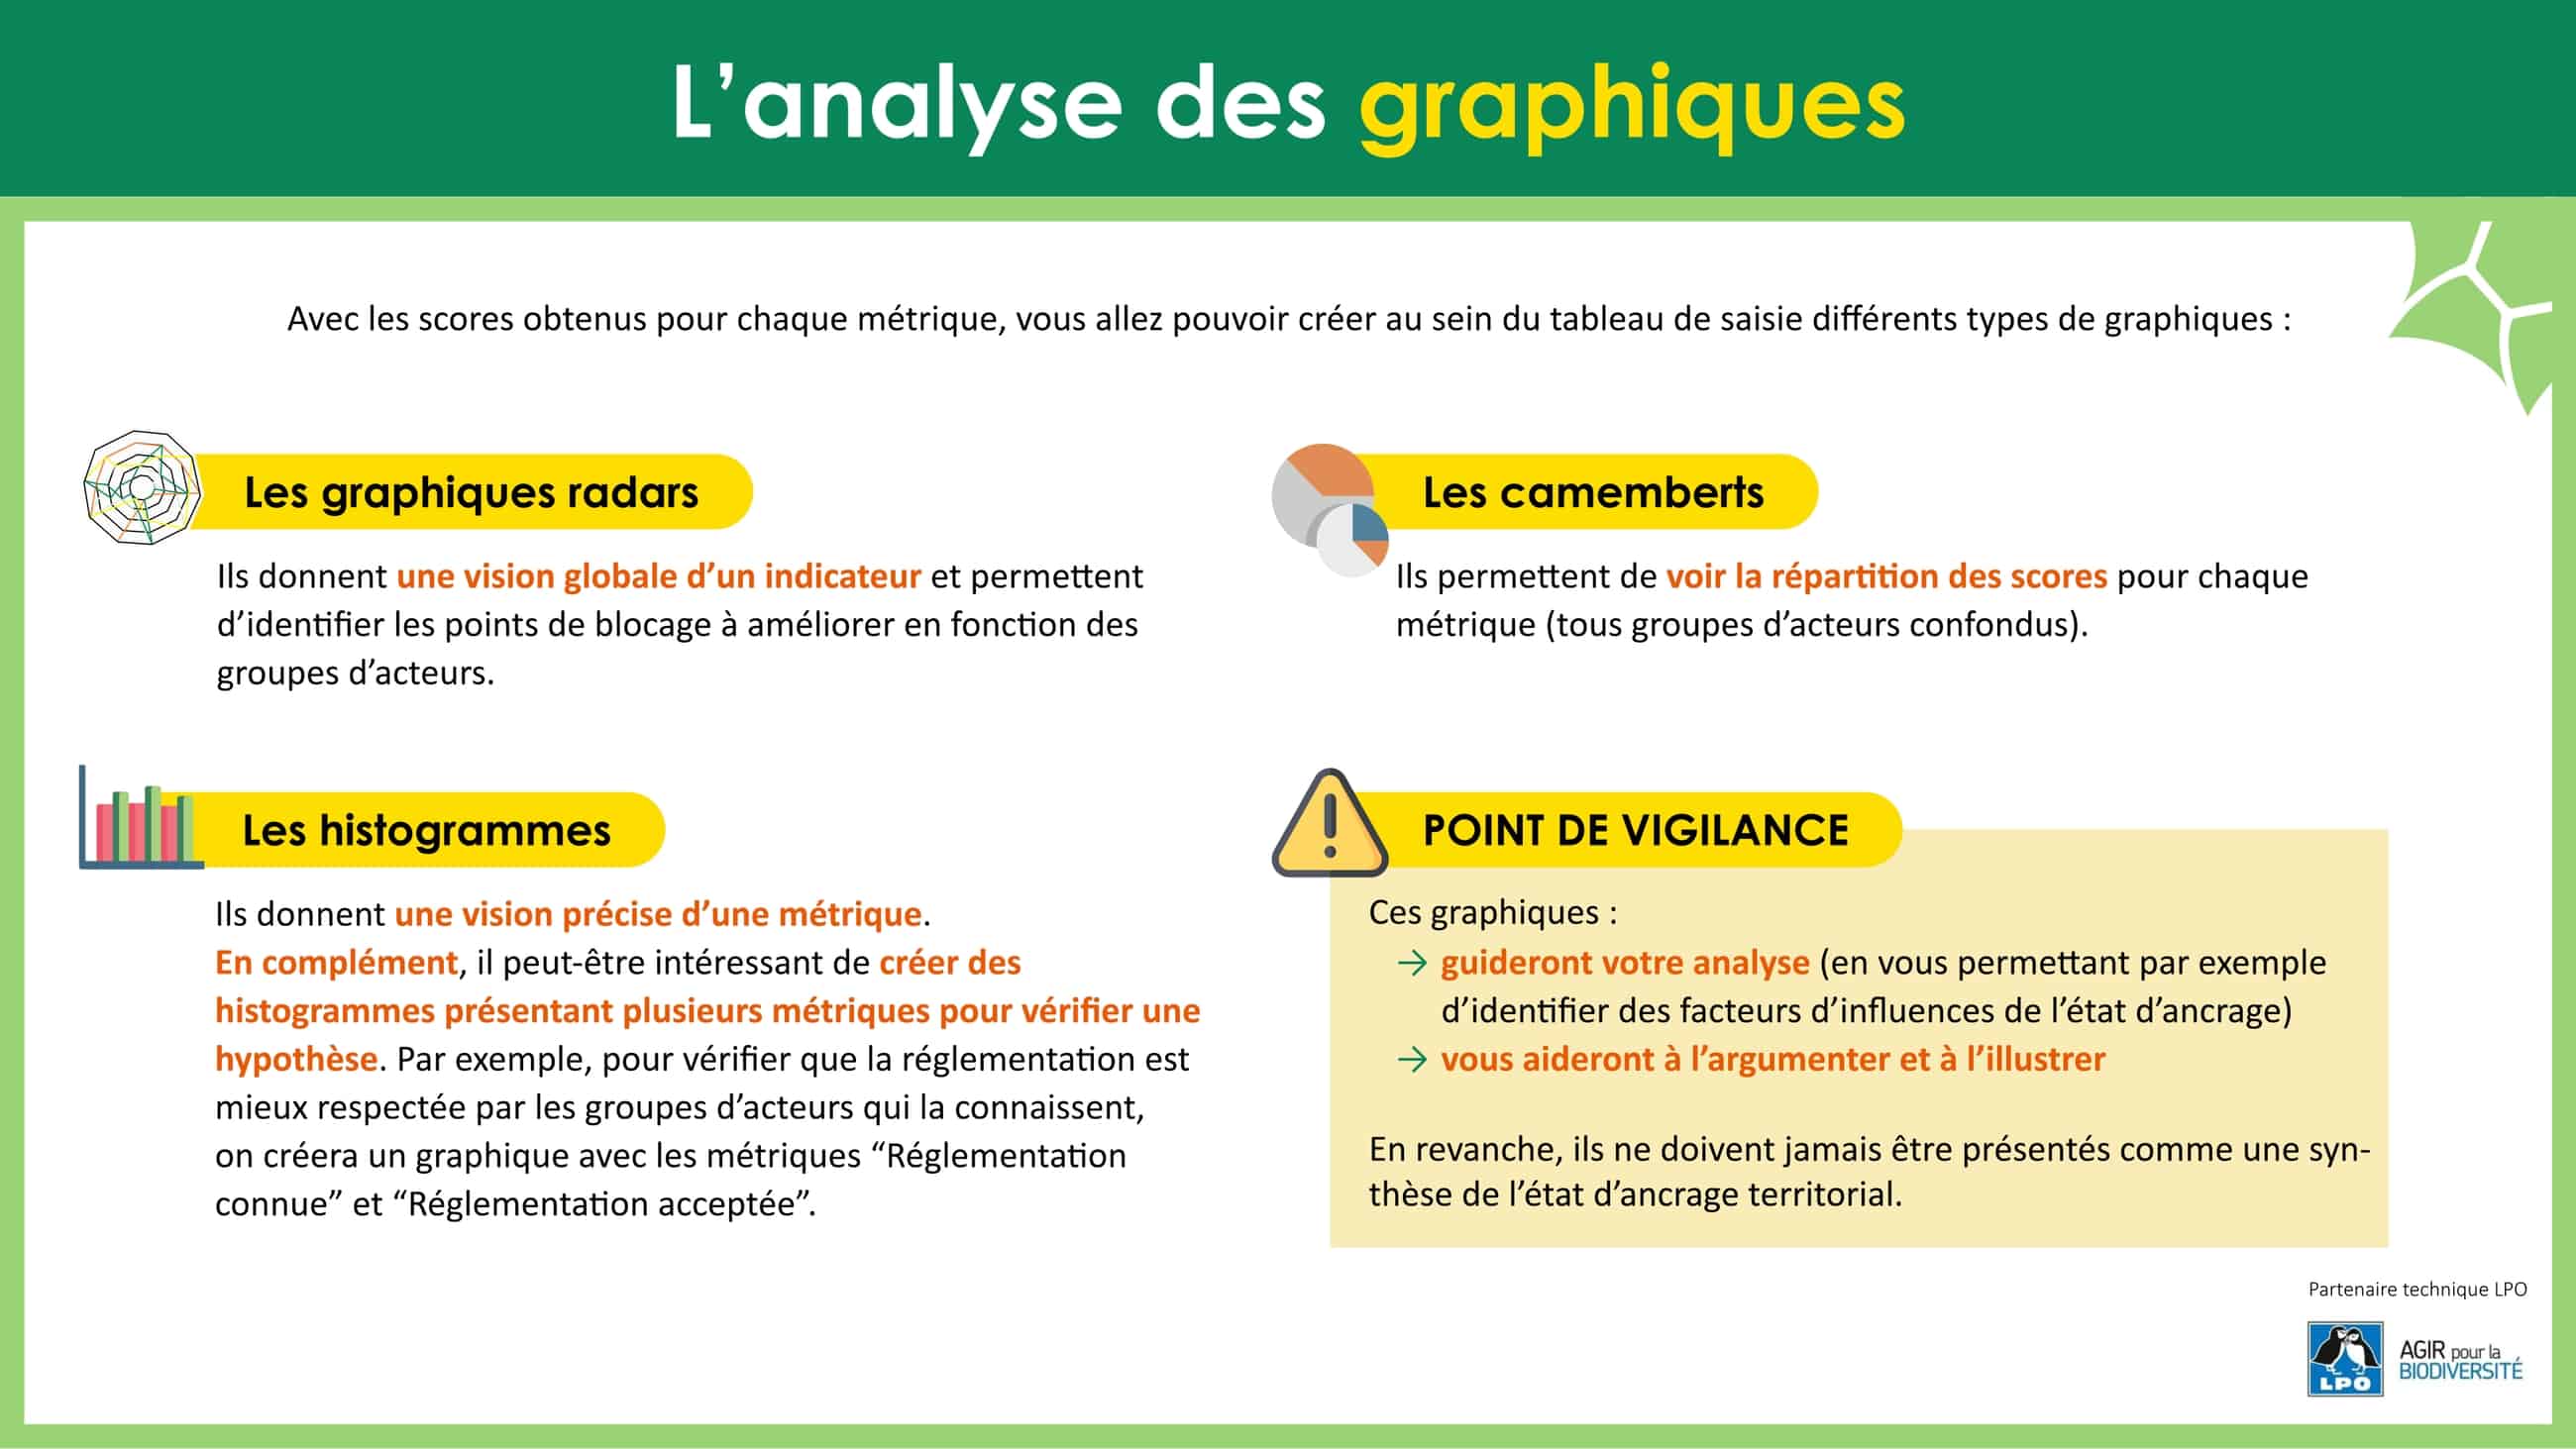 L’analyse des graphiques
Avec les scores obtenus pour chaque métrique, vous allez pouvoir créer au sein du tableau de saisie différents types de graphiques :
Les graphiques radars
Ils donnent une vision globale d’un indicateur et permettent
d’identifier les points de blocage à améliorer en fonction des
groupes d’acteurs.
Les camemberts
Ils permettent de voir la répartition des scores pour chaque
métrique (tous groupes d’acteurs confondus).
Les histogrammes
Ils donnent une vision précise d’une métrique.
En complément, il peut-être intéressant de créer des
histogrammes présentant plusieurs métriques pour vérifier une
hypothèse. Par exemple, pour vérifier que la réglementation est
mieux respectée par les groupes d’acteurs qui la connaissent,
on créera un graphique avec les métriques “Réglementation
connue” et “Réglementation acceptée”.
POINT DE VIGILANCE
Ces graphiques :
→ guideront votre analyse (en vous permettant par exemple
d’identifier des facteurs d’influences de l’état d’ancrage)
→ vous aideront à l’argumenter et à l’illustrer
En revanche, ils ne doivent jamais être présentés comme une syn-
thèse de l’état d’ancrage territorial.
Partenaire technique LPO
LPO
AGIR pour la
BIODIVERSITÉ